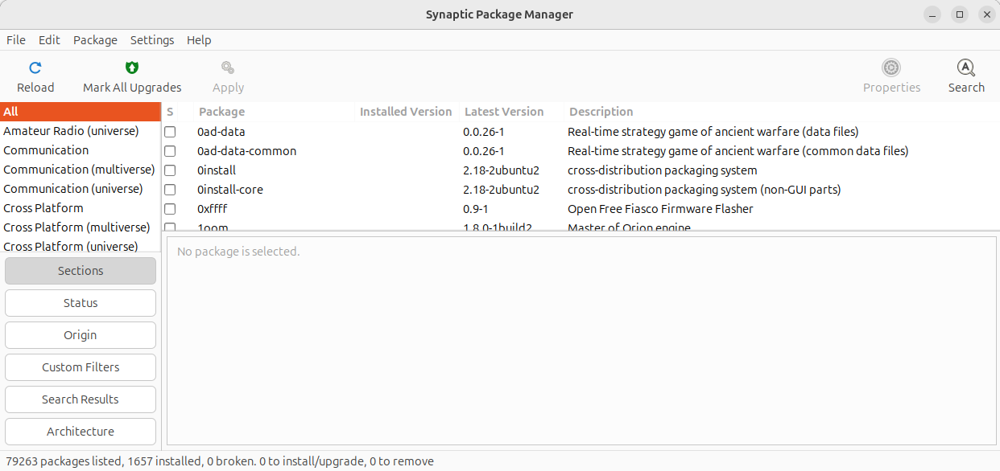 Synaptic Package Manager
File Edit Package Settings Help
Reload Mark All Upgrades Apply Properties Search
All
Amateur Radio (universe)
Communication
Communication (multiverse)
Communication (universe)
Cross Platform
Cross Platform (multiverse)
Cross Platform (universe)
Sections
Status
Origin
Custom Filters
Search Results
Architecture
S Package Installed Version Latest Version Description
0ad-data 0.0.26-1 Real-time strategy game of ancient warfare (data files)
0ad-data-common 0.0.26-1 Real-time strategy game of ancient warfare (common data files)
0install 2.18-2ubuntu2 cross-distribution packaging system
0install-core 2.18-2ubuntu2 cross-distribution packaging system (non-GUI parts)
0xffff 0.9-1 Open Free Fiasco Firmware Flasher
1oom 1.8.0-1build2 Master of Orion engine
No package is selected.
79263 packages listed, 1657 installed, 0 broken. 0 to install/upgrade, 0 to remove